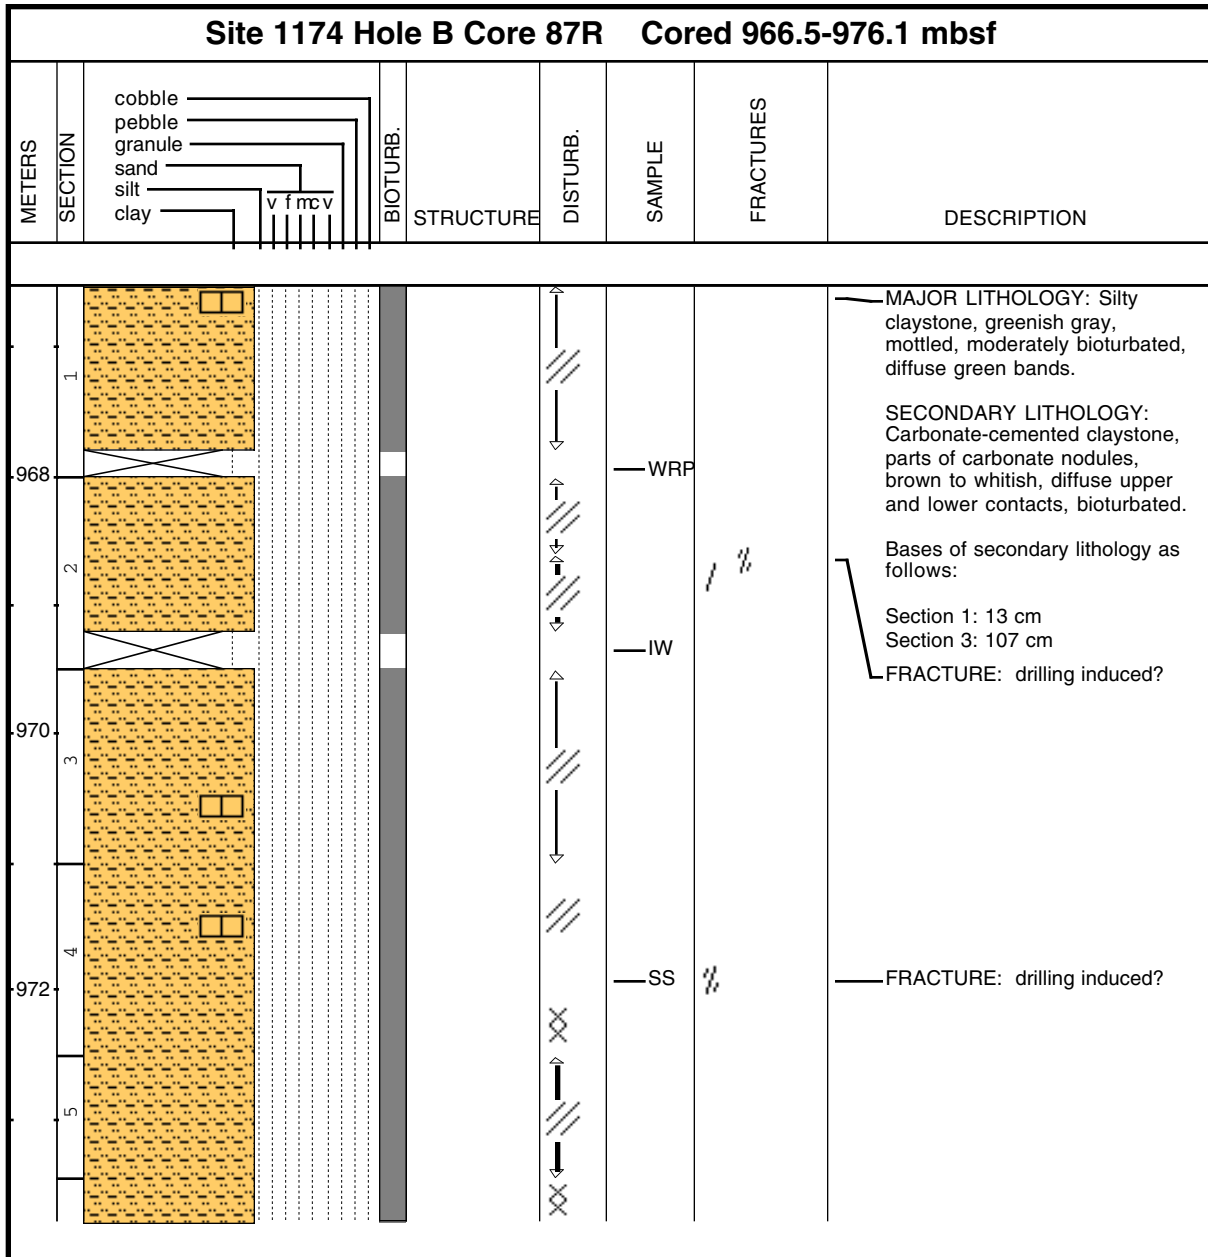 Site 1174 Hole B Core 87R Cored 966.5-976.1 mbsf
METERS
SECTION
cobble
pebble
granule
sand
silt
clay
v f m c v
BIOTURB.
STRUCTURE
DISTURB.
SAMPLE
FRACTURES
DESCRIPTION
1
968
2
970
3
4
972
5
WRP
IW
SS
MAJOR LITHOLOGY: Silty
claystone, greenish gray,
mottled, moderately bioturbated,
diffuse green bands.
SECONDARY LITHOLOGY:
Carbonate-cemented claystone,
parts of carbonate nodules,
brown to whitish, diffuse upper
and lower contacts, bioturbated.
Bases of secondary lithology as
follows:
Section 1: 13 cm
Section 3: 107 cm
FRACTURE: drilling induced?
FRACTURE: drilling induced?